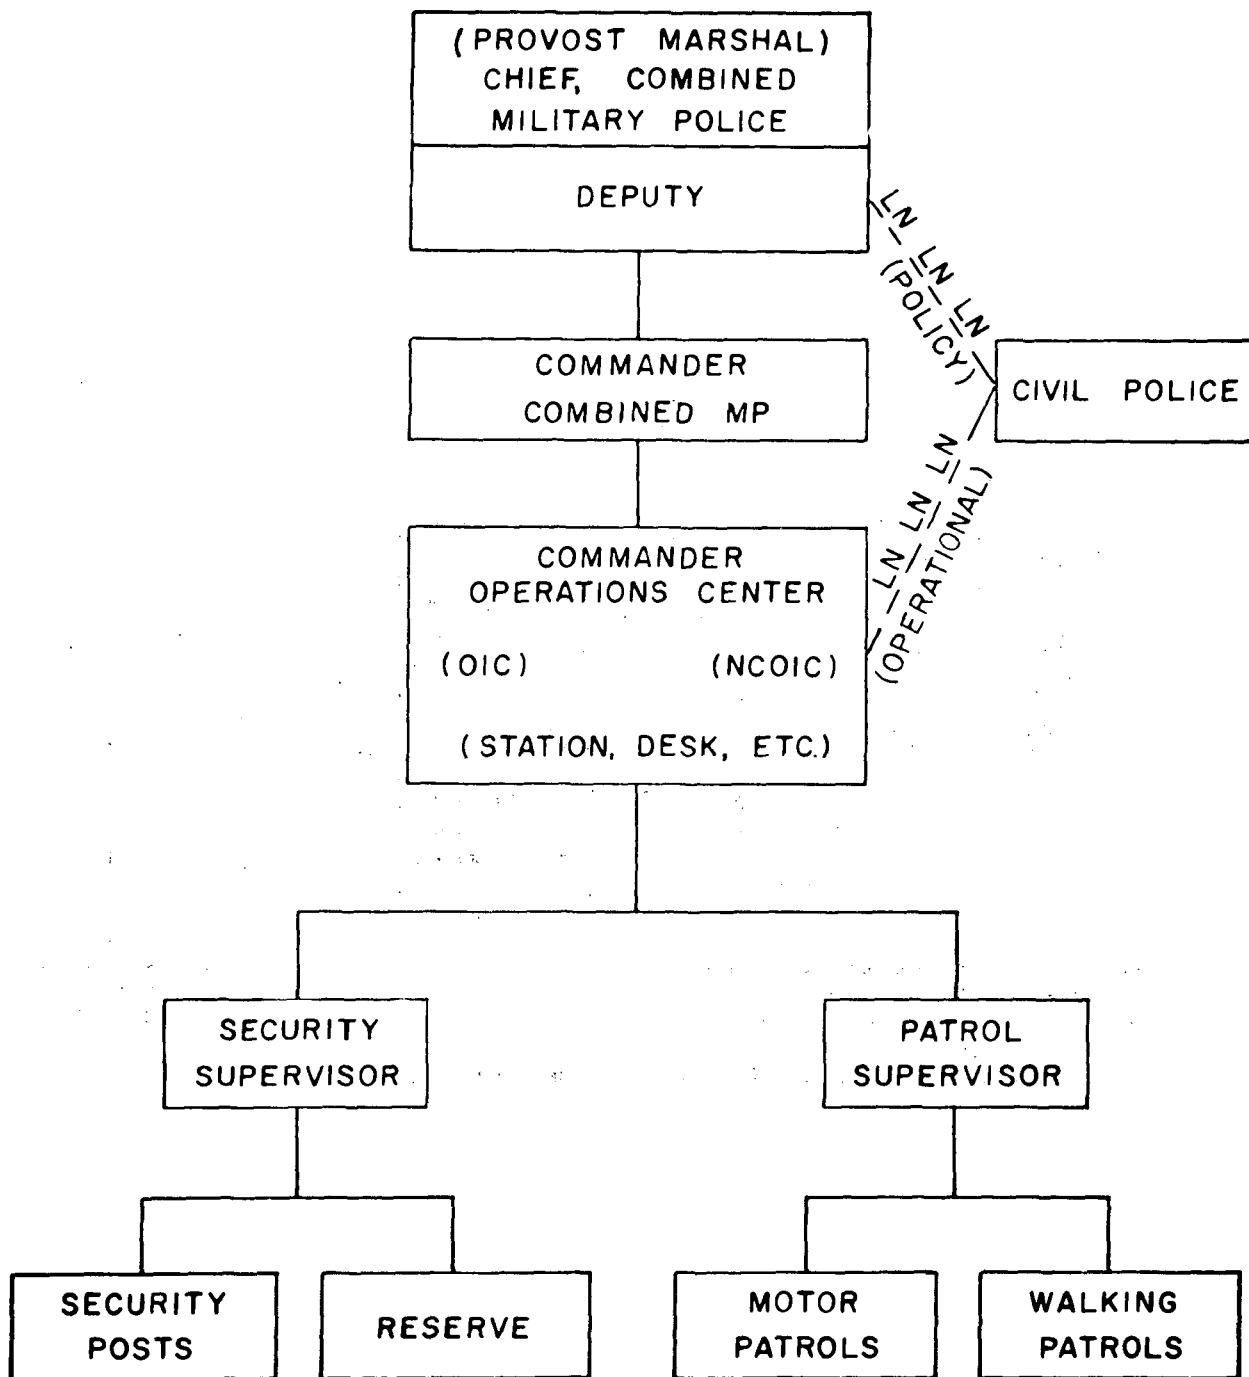 (PROVOST MARSHAL)
CHIEF, COMBINED
MILITARY POLICE
DEPUTY
LN LN LN
(POLICY)
COMMANDER
COMBINED MP
CIVIL POLICE
LN LN LN LN
(OPERATIONAL)
COMMANDER
OPERATIONS CENTER
(OIC) (NCOIC)
(STATION, DESK, ETC.)
SECURITY
SUPERVISOR
PATROL
SUPERVISOR
SECURITY
POSTS
RESERVE
MOTOR
PATROLS
WALKING
PATROLS